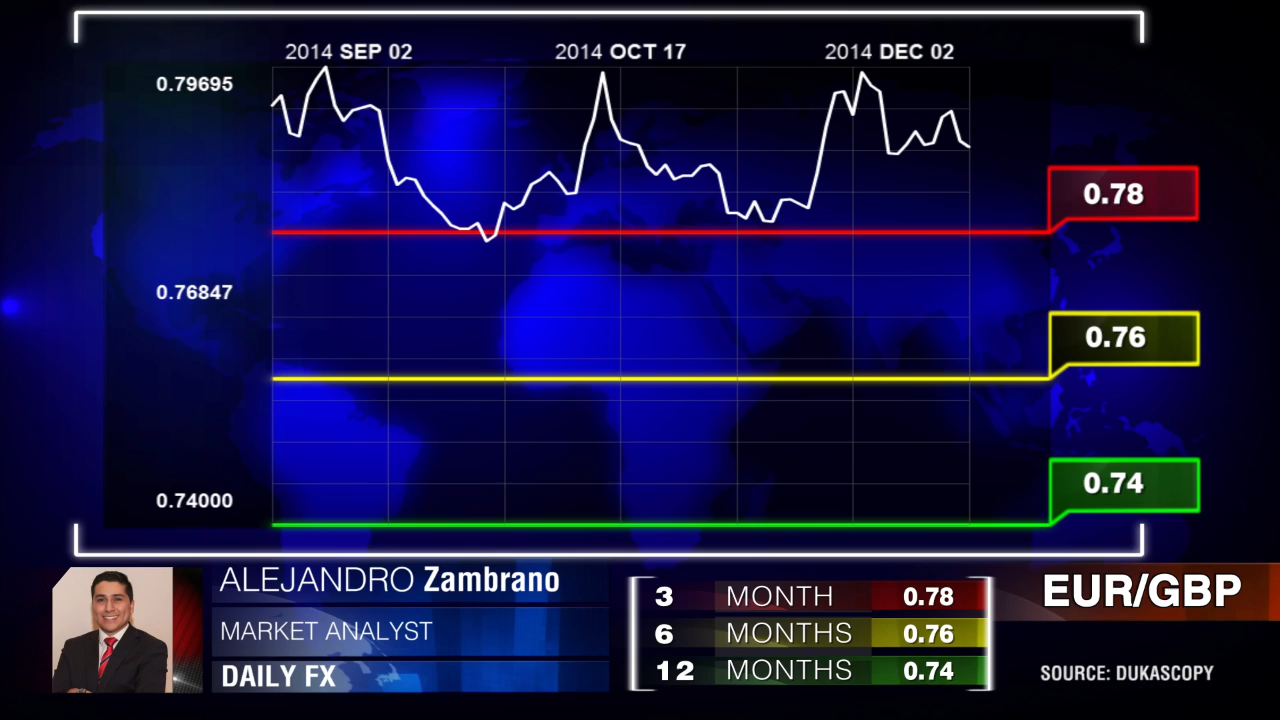 2014 SEP 02
2014 OCT 17
2014 DEC 02
0.79695
0.76847
0.74000
0.78
0.76
0.74
ALEJANDRO Zambrano
MARKET ANALYST
DAILY FX
3 MONTH 0.78
6 MONTHS 0.76
12 MONTHS 0.74
EUR/GBP
SOURCE: DUKASCOPY